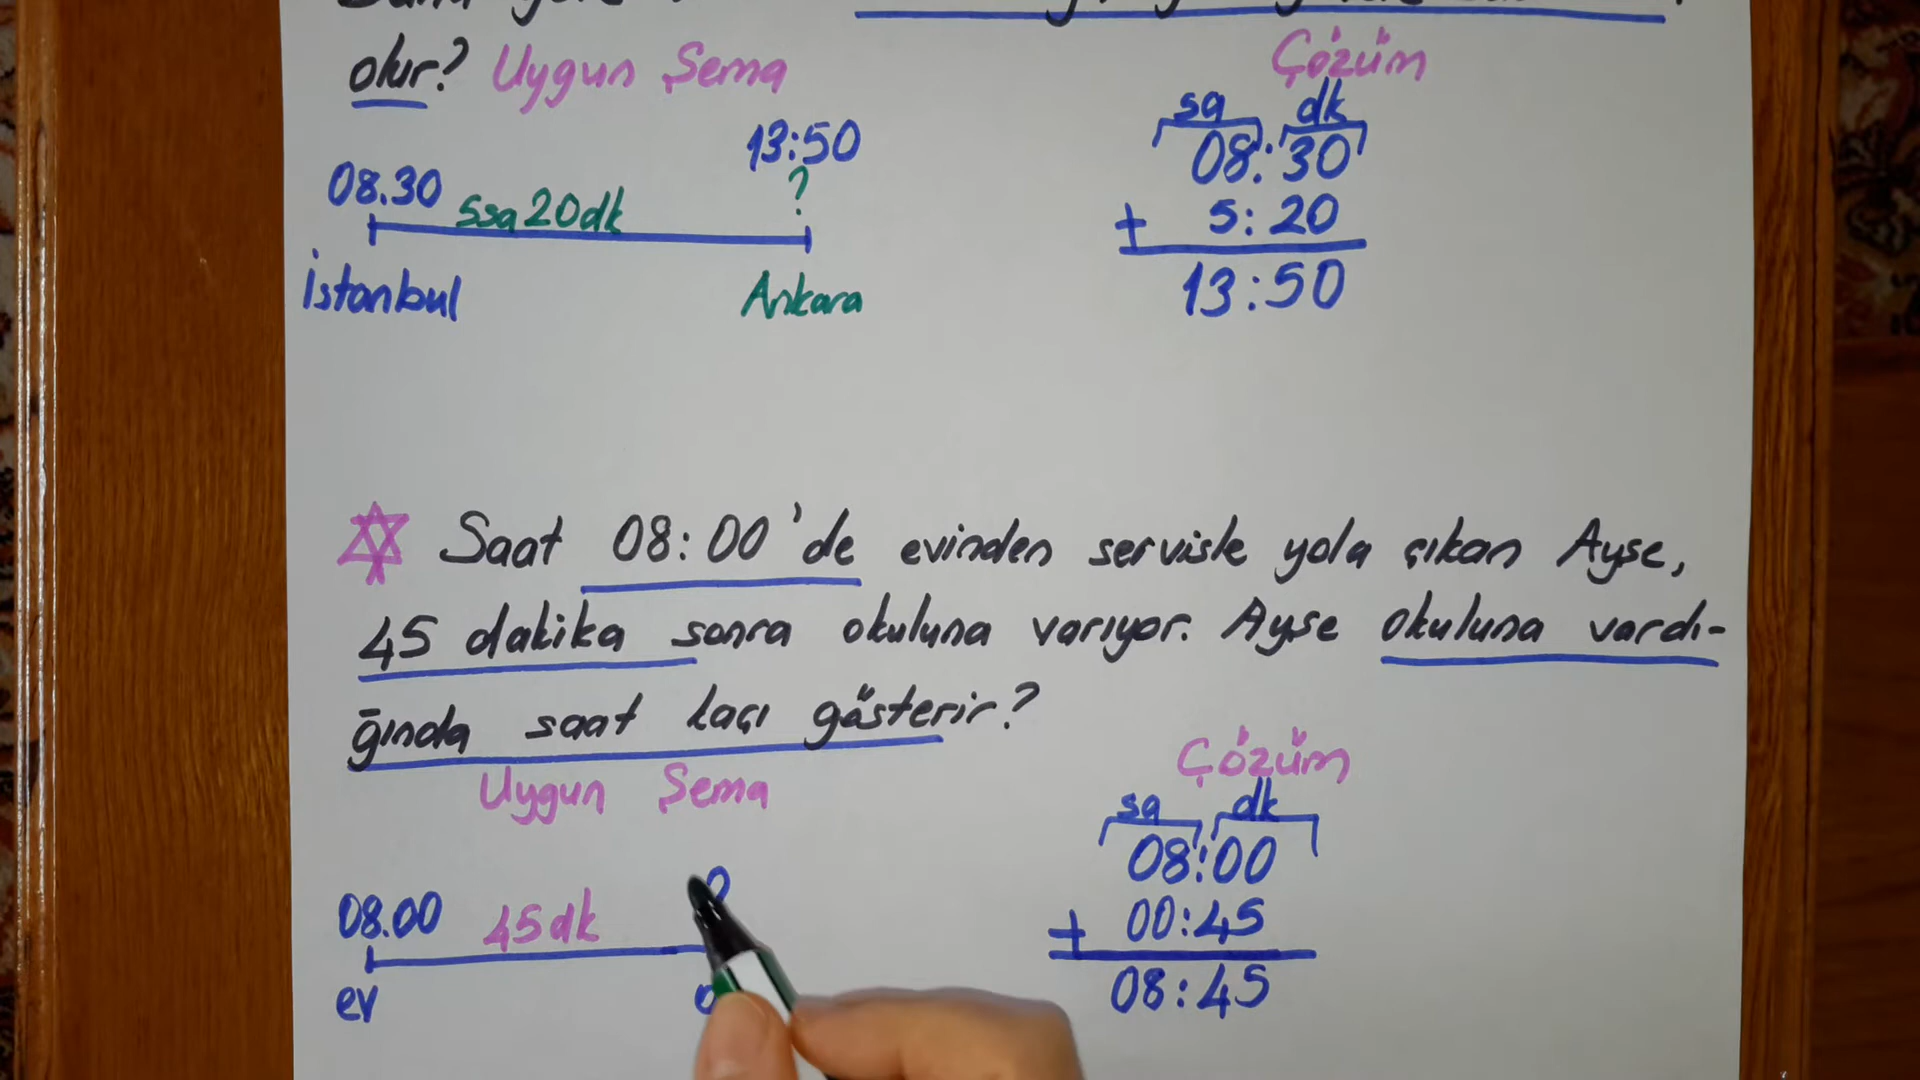 olur? Uygun Şema
Çözüm
13:50
?
08.30
5sa20dk
İstanbul
Ankara
sa dk
08:30
+ 5:20
13:50
Saat 08:00'de evinden servisle yola çıkan Ayşe,
45 dakika sonra okuluna varıyor. Ayşe okuluna vardı-
ğında saat kaçı gösterir?
Uygun Şema
08.00
45dk
?
ev
Çözüm
sa dk
08:00
+ 00:45
08:45